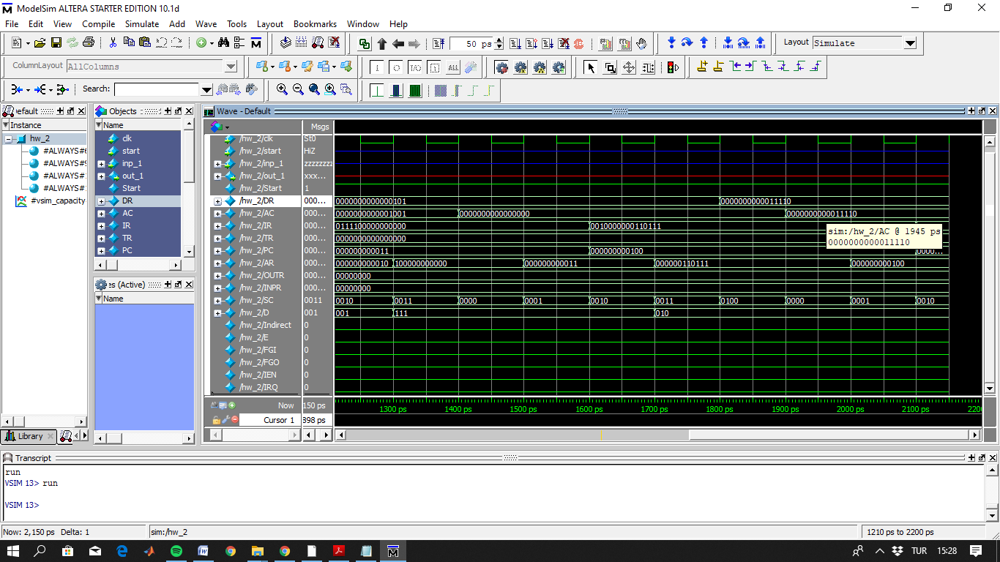 ModelSim ALTERA STARTER EDITION 10.1d
File Edit View Compile Simulate Add Wave Tools Layout Bookmarks Window Help
50 ps
Layout Simulate
ColumnLayout AllColumns
Search:
efault
Instance
hw_2
#ALWAYS#
#ALWAYS#
#ALWAYS#
#ALWAYS#
#vsim_capacity
Objects
Name
clk
start
inp_1
out_1
Start
DR
AC
IR
TR
PC
es (Active)
Name
Library
Wave - Default
Msgs
/hw_2/clk St0
/hw_2/start HiZ
/hw_2/inp_1 zzzzzzzz
/hw_2/out_1 xxx...
/hw_2/Start 1
/hw_2/DR 000... 0000000000000101 0000000000011110
/hw_2/AC 000... 0000000000001001 0000000000000000 0000000000011110
/hw_2/IR 000... 0111100000000000 0010000000110111
/hw_2/TR 000... 0000000000000000
/hw_2/PC 000... 000000000011 000000000100 0000...
/hw_2/AR 000... 000000000010 100000000000 000000000011 000000110111 000000000100
/hw_2/OUTR 000... 00000000
/hw_2/INPR 000... 00000000
/hw_2/SC 0011 0010 0011 0000 0001 0010 0011 0100 0000 0001 0010
/hw_2/D 001 001 111 010
/hw_2/Indirect 0
/hw_2/E 0
/hw_2/FGI 0
/hw_2/FGO 0
/hw_2/IEN 0
/hw_2/IRQ 0
sim:/hw_2/AC @ 1945 ps
0000000000011110
Now 150 ps 1300 ps 1400 ps 1500 ps 1600 ps 1700 ps 1800 ps 1900 ps 2000 ps 2100 ps 2200
Cursor 1 898 ps
Transcript
run
VSIM 13> run
VSIM 13>
Now: 2,150 ps Delta: 1 sim:/hw_2 1210 ps to 2200 ps
TUR 15:28